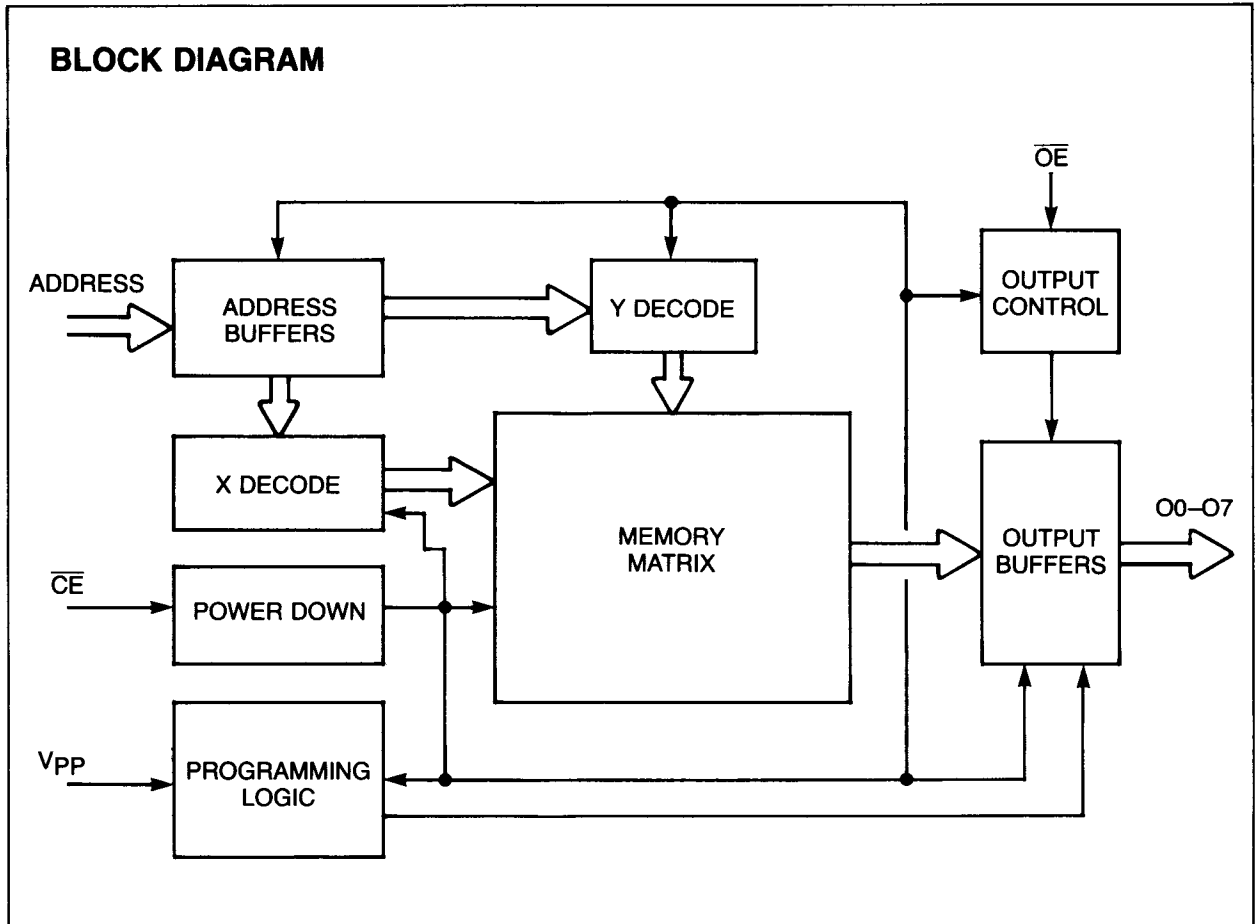 BLOCK DIAGRAM
OE
ADDRESS
ADDRESS
BUFFERS
Y DECODE
OUTPUT
CONTROL
X DECODE
MEMORY
MATRIX
OUTPUT
BUFFERS
O0–O7
CE
POWER DOWN
VPP
PROGRAMMING
LOGIC